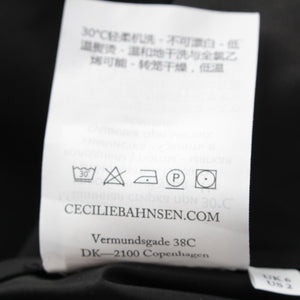 30℃轻柔机洗 - 不可漂白 - 低
温熨烫 - 温和地干洗与全氯乙
烯可能 - 转笼干燥，低温
30
P
CECILIEBAHNSEN.COM
Vermundsgade 38C
DK—2100 Copenhagen
UK 6
US 2